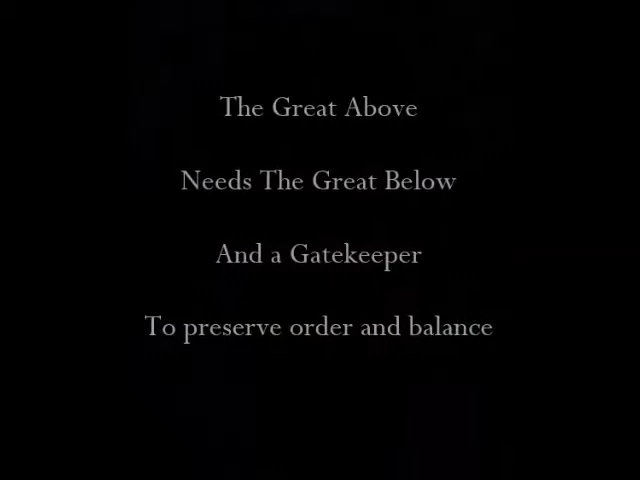 The Great Above
Needs The Great Below
And a Gatekeeper
To preserve order and balance